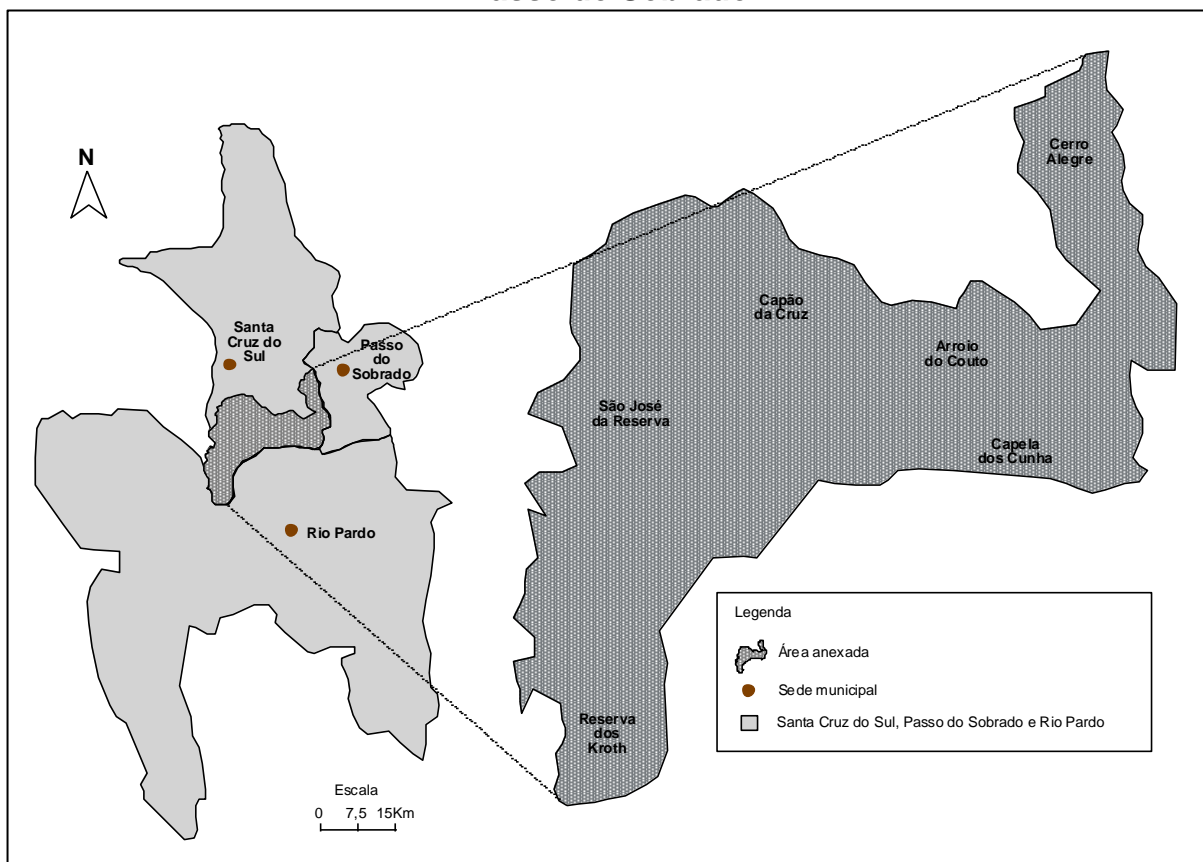 N
Santa
Cruz do
Sul
Passo
do
Sobrado
Rio Pardo
Escala
0 7,5 15Km
Cerro
Alegre
Capão
da Cruz
Arroio
do Couto
São José
da Reserva
Capela
dos Cunha
Reserva
dos
Kroth
Legenda
Área anexada
Sede municipal
Santa Cruz do Sul, Passo do Sobrado e Rio Pardo